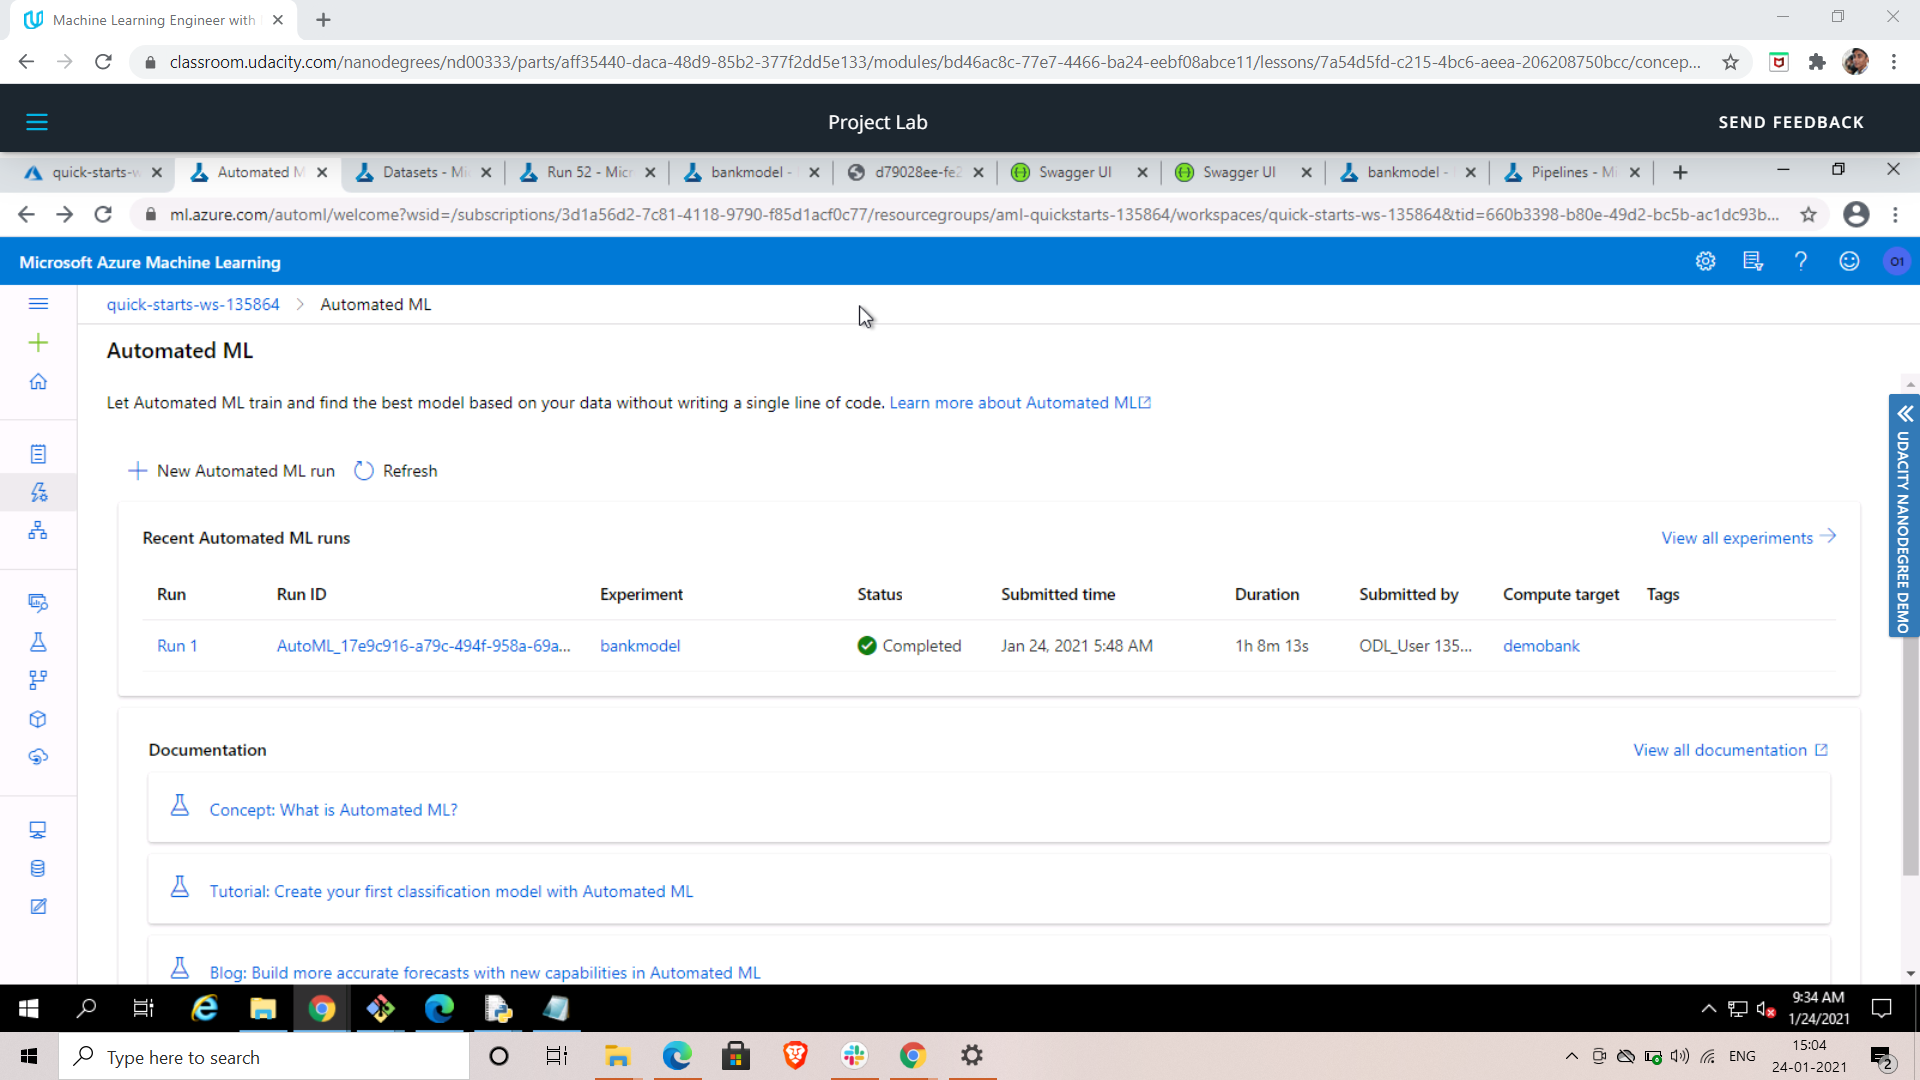 Machine Learning Engineer with
classroom.udacity.com/nanodegrees/nd00333/parts/aff35440-daca-48d9-85b2-377f2dd5e133/modules/bd46ac8c-77e7-4466-ba24-eebf08abce11/lessons/7a54d5fd-c215-4bc6-aeea-206208750bcc/concep...
Project Lab
SEND FEEDBACK
quick-starts-w
Automated M
Datasets - Mi
Run 52 - Micr
bankmodel -
d79028ee-fe2
Swagger UI
Swagger UI
bankmodel -
Pipelines - Mi
ml.azure.com/automl/welcome?wsid=/subscriptions/3d1a56d2-7c81-4118-9790-f85d1acf0c77/resourcegroups/aml-quickstarts-135864/workspaces/quick-starts-ws-135864&tid=660b3398-b80e-49d2-bc5b-ac1dc93b...
Microsoft Azure Machine Learning
O1
quick-starts-ws-135864 > Automated ML
Automated ML
Let Automated ML train and find the best model based on your data without writing a single line of code. Learn more about Automated ML
New Automated ML run
Refresh
UDACITY NANODEGREE DEMO
Recent Automated ML runs
View all experiments
Run Run ID Experiment Status Submitted time Duration Submitted by Compute target Tags
Run 1 AutoML_17e9c916-a79c-494f-958a-69a... bankmodel Completed Jan 24, 2021 5:48 AM 1h 8m 13s ODL_User 135... demobank
Documentation
View all documentation
Concept: What is Automated ML?
Tutorial: Create your first classification model with Automated ML
Blog: Build more accurate forecasts with new capabilities in Automated ML
9:34 AM
1/24/2021
Type here to search
ENG
15:04
24-01-2021
2